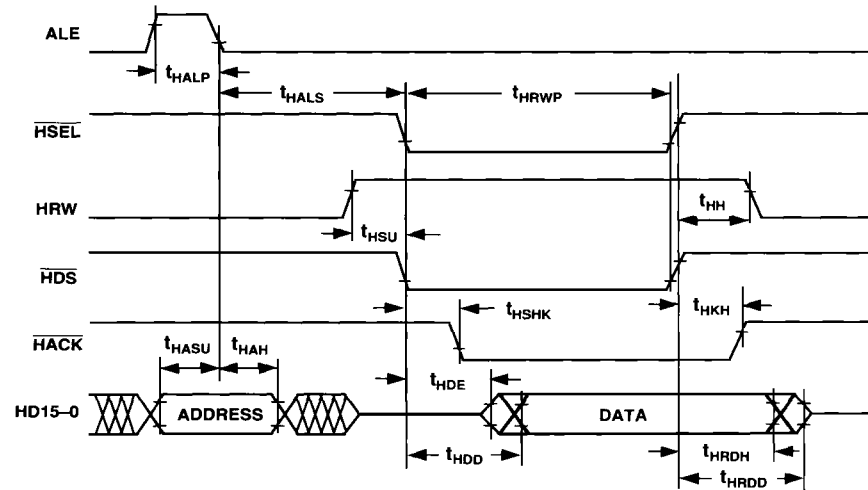 ALE
tHALP
tHALS
tHRWP
HSEL
HRW
tHSU
tHH
HDS
tHSHK
tHKH
HACK
tHASU
tHAH
tHDE
HD15–0
ADDRESS
DATA
tHDD
tHRDH
tHRDD